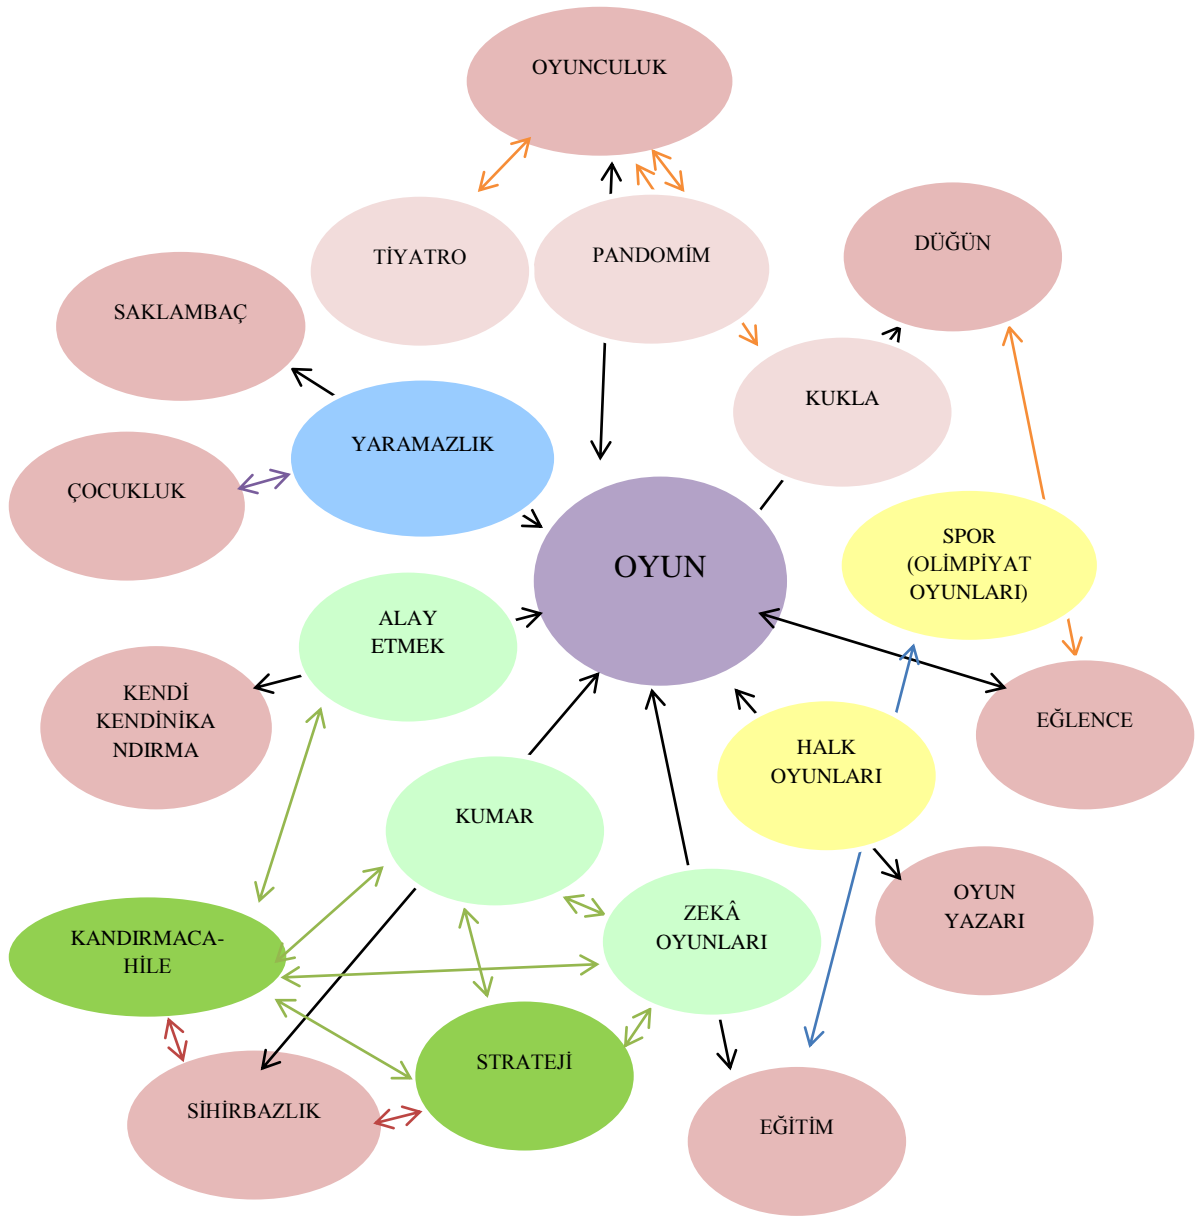 OYUNCULUK
TİYATRO
PANDOMİM
DÜĞÜN
SAKLAMBAÇ
KUKLA
YARAMAZLIK
ÇOCUKLUK
SPOR
(OLİMPİYAT
OYUNLARI)
OYUN
ALAY
ETMEK
KENDİ
KENDİNİKA
NDIRMA
EĞLENCE
HALK
OYUNLARI
KUMAR
ZEKÂ
OYUNLARI
OYUN
YAZARI
KANDIRMACA-
HİLE
STRATEJİ
SİHİRBAZLIK
EĞİTİM